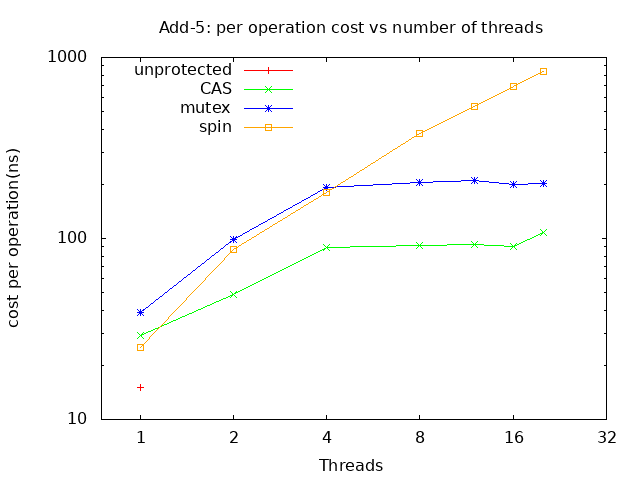 Add-5: per operation cost vs number of threads
1000
100
10
cost per operation(ns)
unprotected
CAS
mutex
spin
1 2 4 8 16 32
Threads